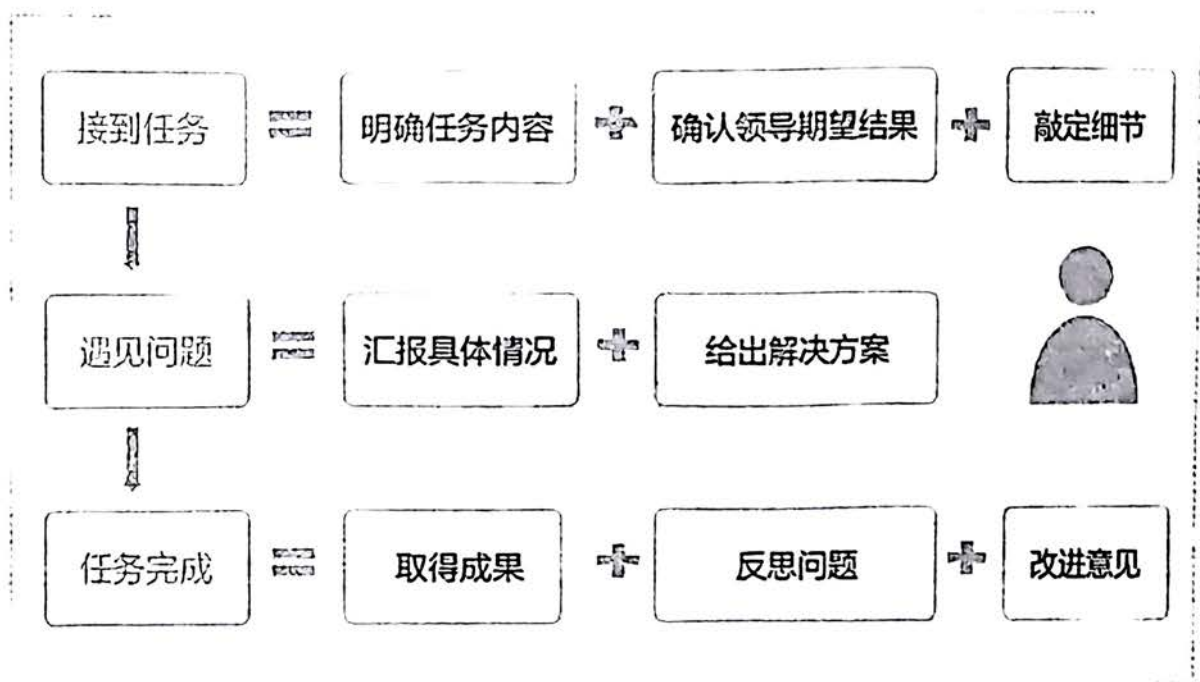 接到任务 = 明确任务内容 + 确认领导期望结果 + 敲定细节
遇见问题 = 汇报具体情况 + 给出解决方案
任务完成 = 取得成果 + 反思问题 + 改进意见